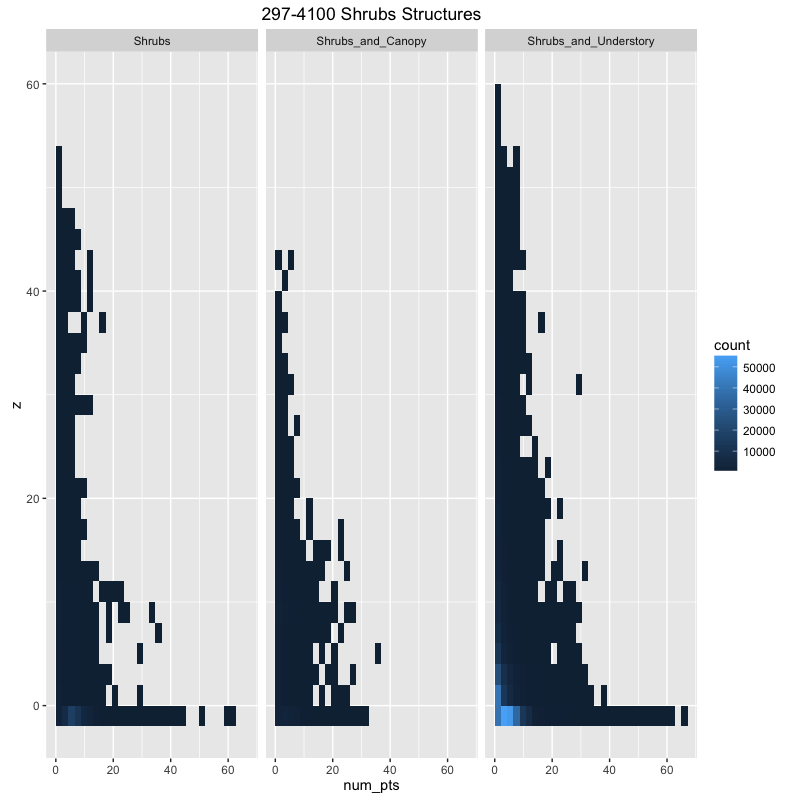 297-4100 Shrubs Structures
Shrubs
Shrubs_and_Canopy
Shrubs_and_Understory
60
40
20
0
z
0 20 40 60
0 20 40 60
0 20 40 60
num_pts
count
50000
40000
30000
20000
10000